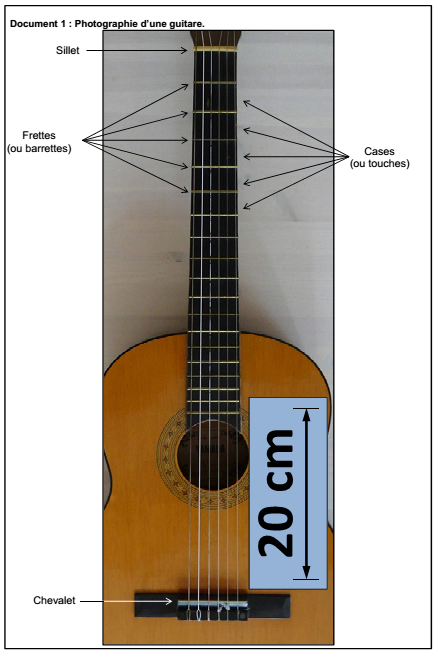 Document 1 : Photographie d'une guitare.
Sillet
Frettes
(ou barrettes)
Cases
(ou touches)
20 cm
Chevalet